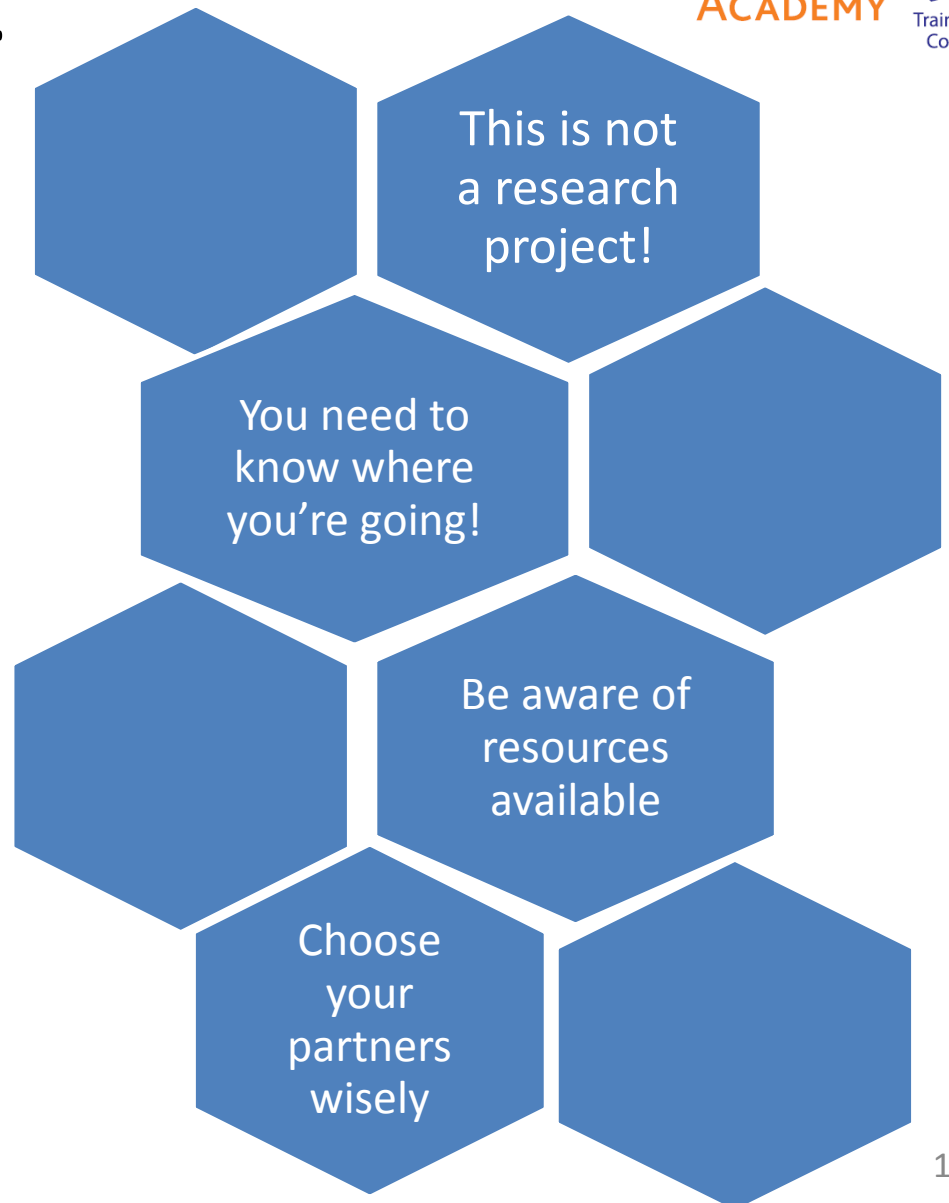 ACADEMY
This is not
a research
project!
You need to
know where
you’re going!
Be aware of
resources
available
Choose
your
partners
wisely
1